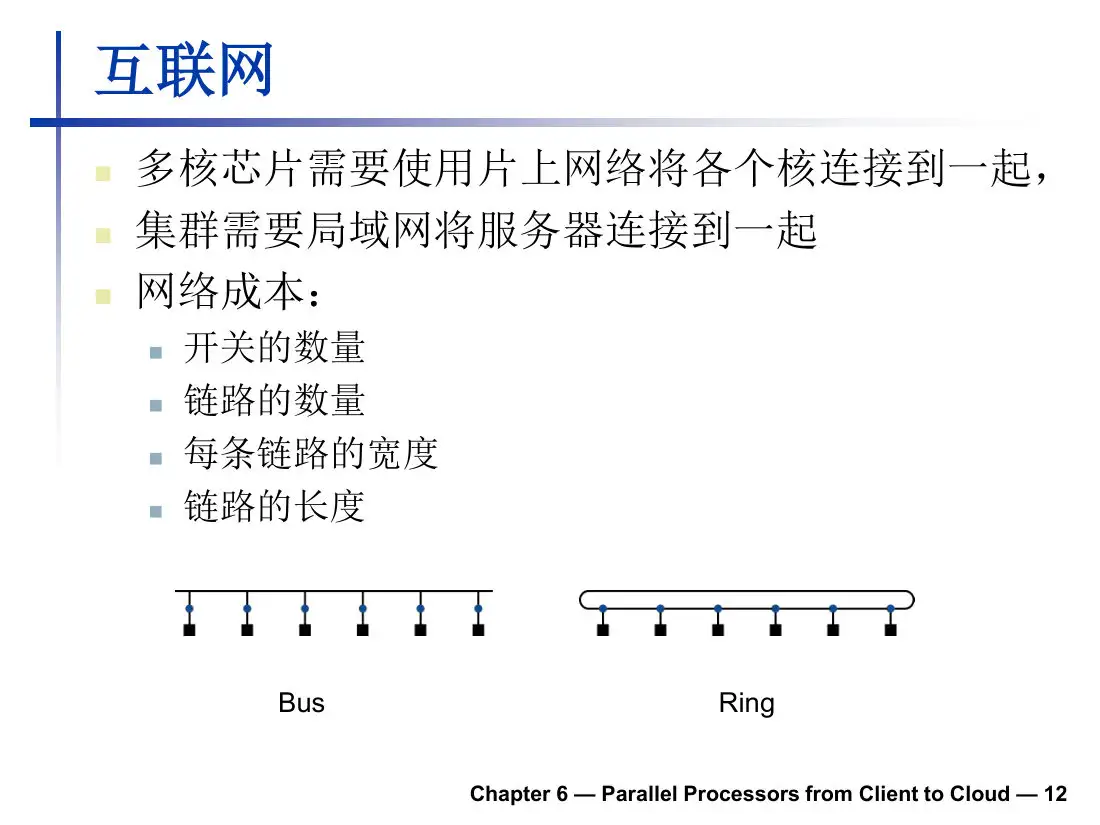 互联网
多核芯片需要使用片上网络将各个核连接到一起，
集群需要局域网将服务器连接到一起
网络成本：
开关的数量
链路的数量
每条链路的宽度
链路的长度
Bus
Ring
Chapter 6 — Parallel Processors from Client to Cloud — 12